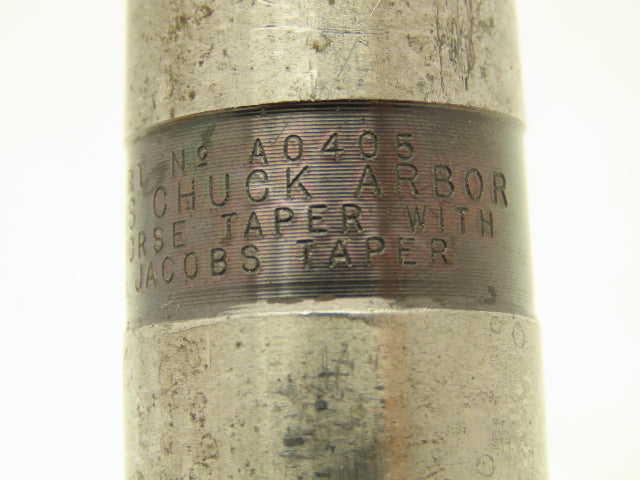 RT Nº A0405
S CHUCK ARBOR
ORSE TAPER WITH
JACOBS TAPER